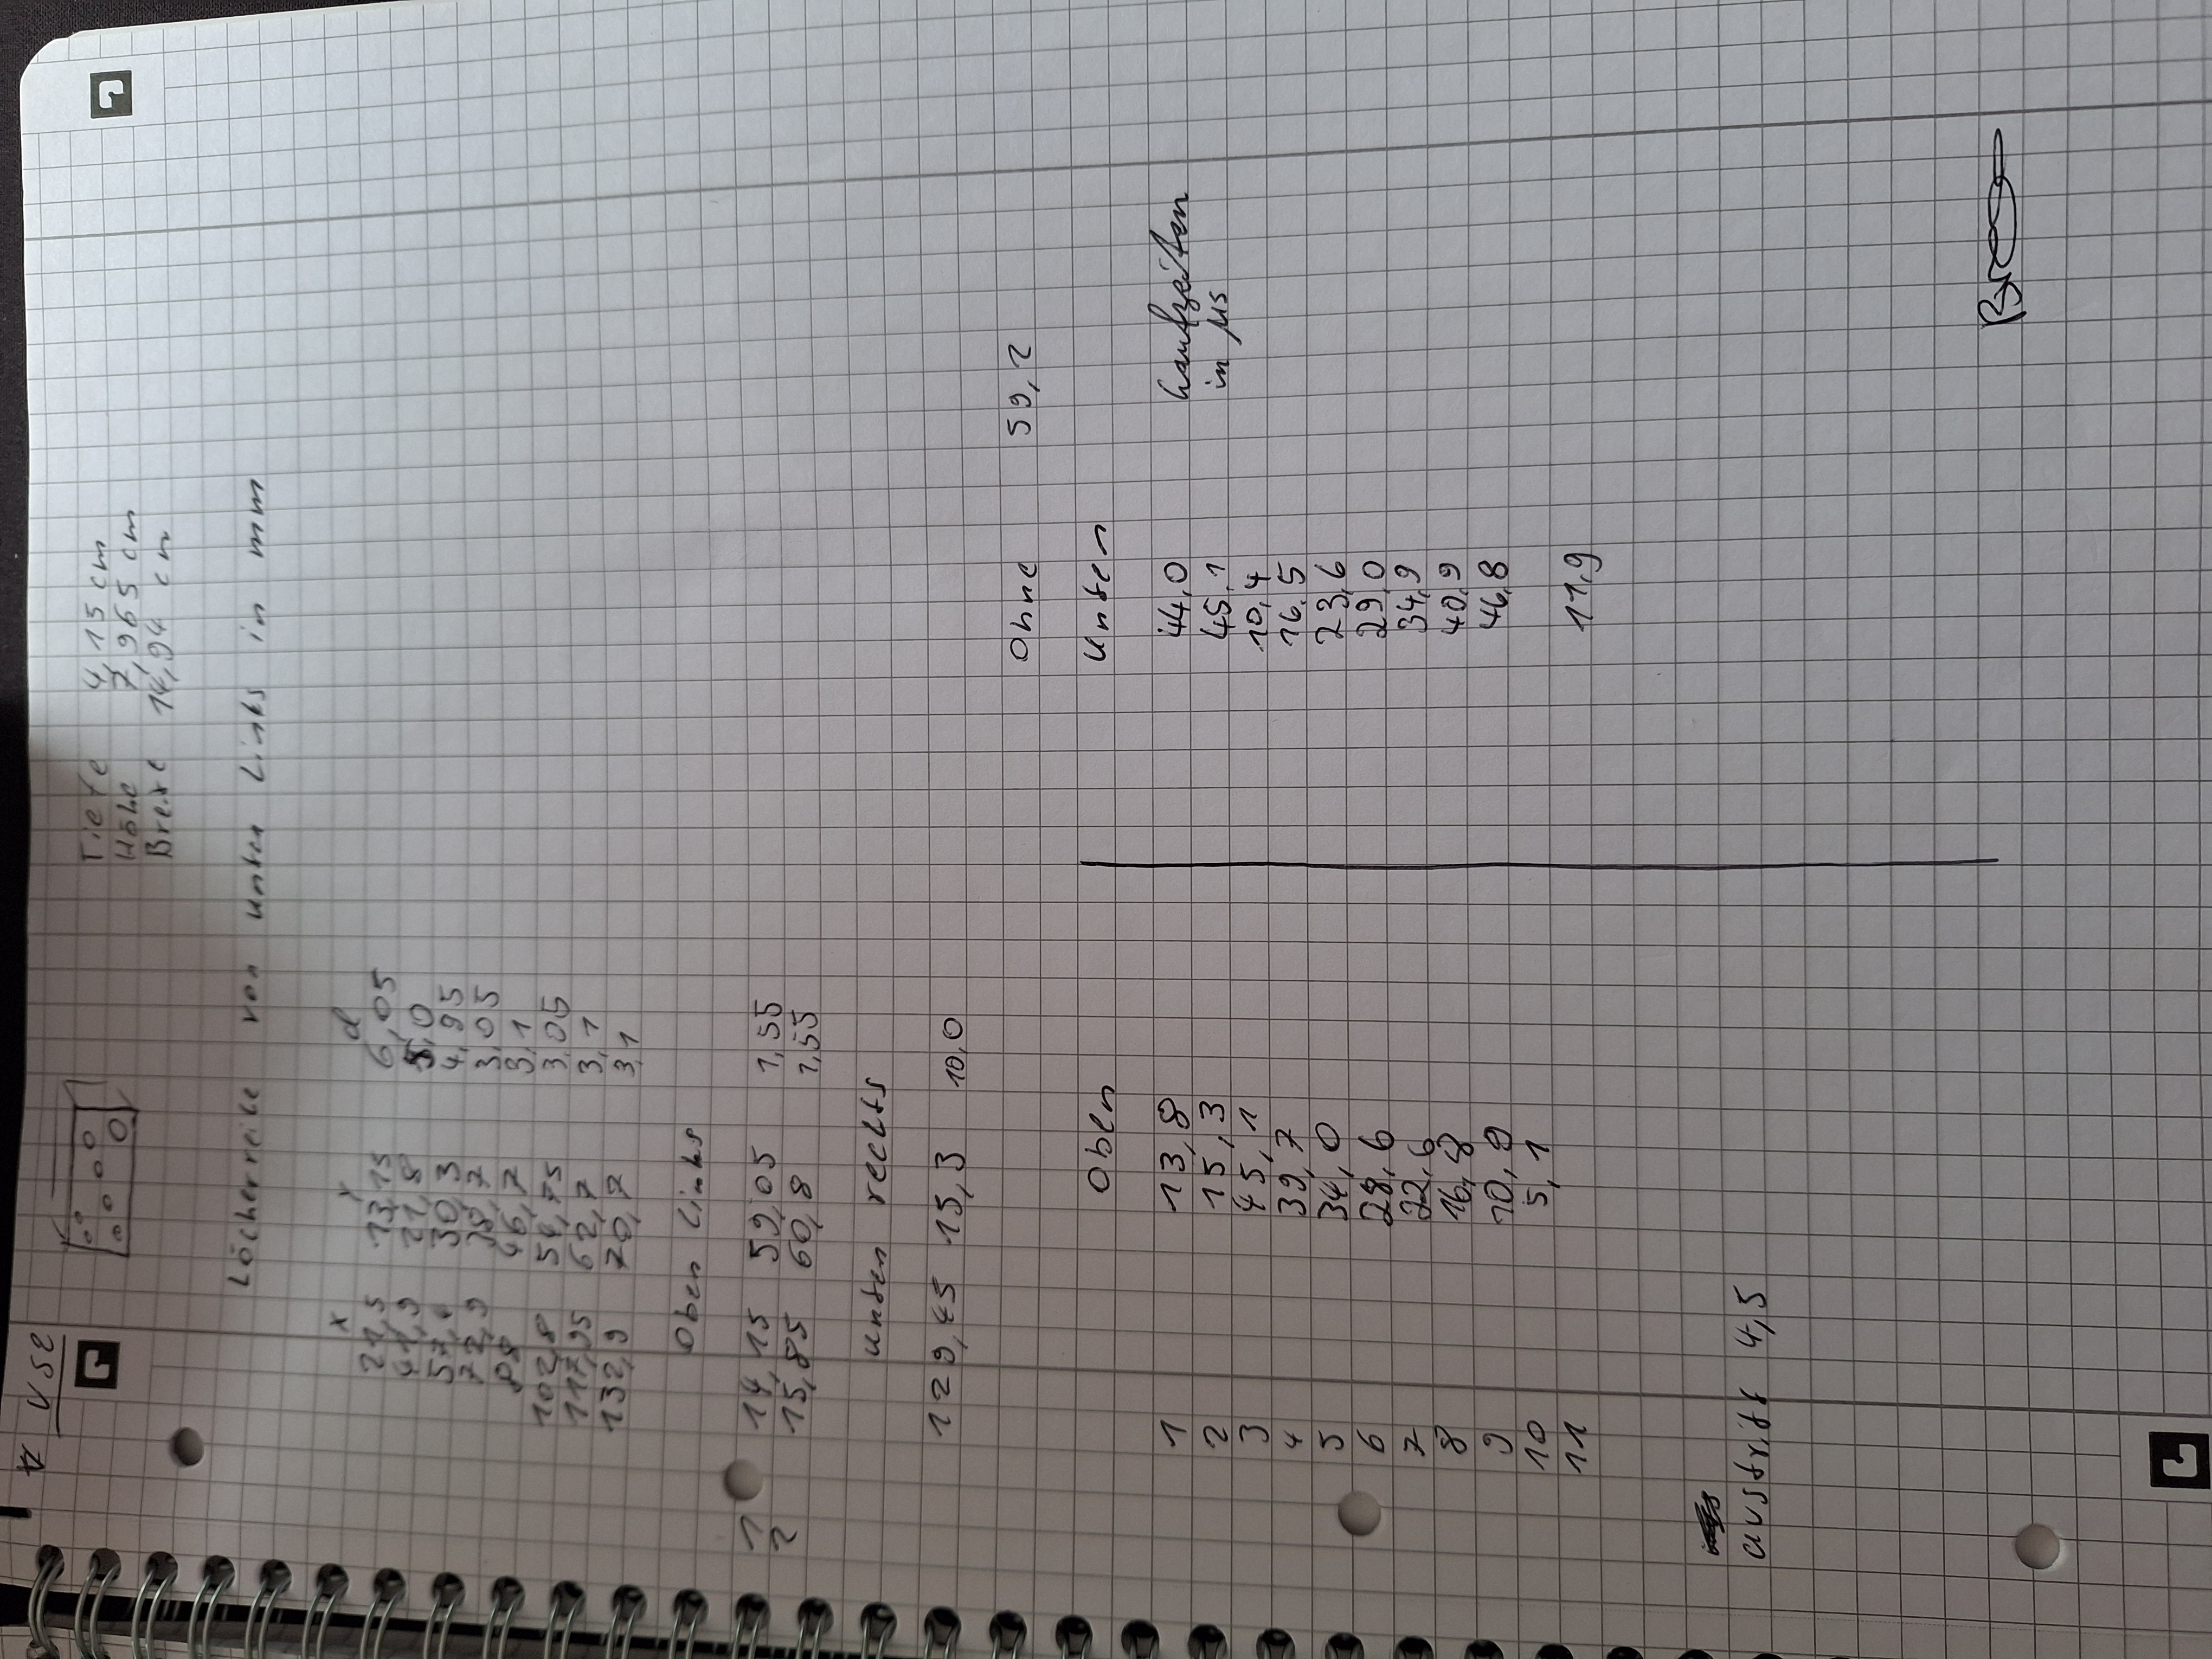 VS2
Tiefe 4,15 cm
Höhe 7,965 cm
Breite 14,94 cm
Löcherreihe von unten Links in mm
x y d
21,5 13,15 6,05
41,9 21,8 5,0
30,3 4,95
72,9 38,7 3,05
88 46,7 3,1
102,8 54,75 3,05
117,95 62,7 3,1
132,9 70,7 3,1
Oben Links
1 14,15 59,05 1,55
2 15,85 60,8 1,55
unten rechts
129,45 15,3 10,0
Ohne 59,2
Oben Unten
1 13,8 44,0 Laufzeiten
2 15,3 45,1 in µs
3 45,1 10,4
4 39,7 16,5
5 34,0 23,6
6 28,6 29,0
7 22,6 34,9
8 16,8 40,9
9 10,9 46,8
10 5,1
11 11,9
austritt 4,5